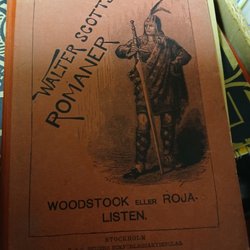 WALTER SCOTTS
ROMANER
WOODSTOCK ELLER ROJA-
LISTEN.
STOCKHOLM